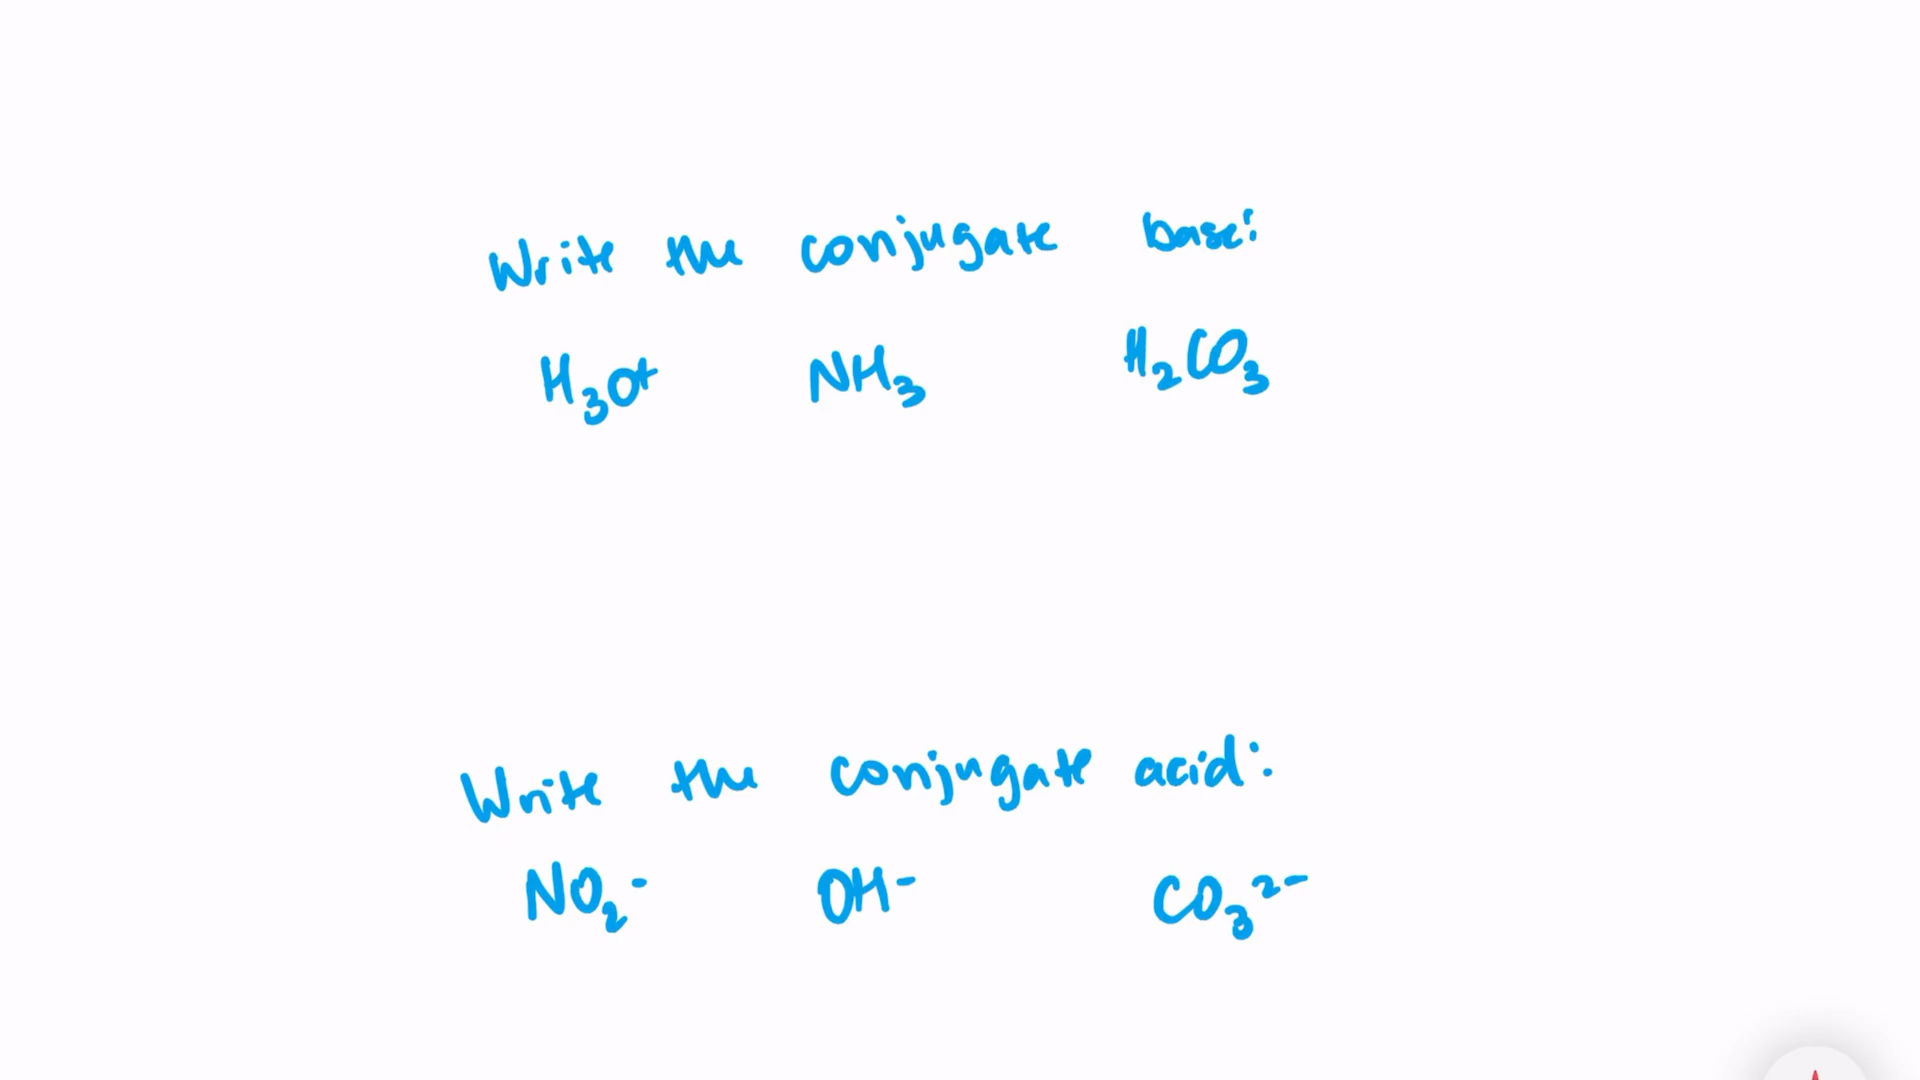 Write the conjugate base:
H₃O⁺ NH₃ H₂CO₃
Write the conjugate acid:
NO₂⁻ OH⁻ CO₃²⁻